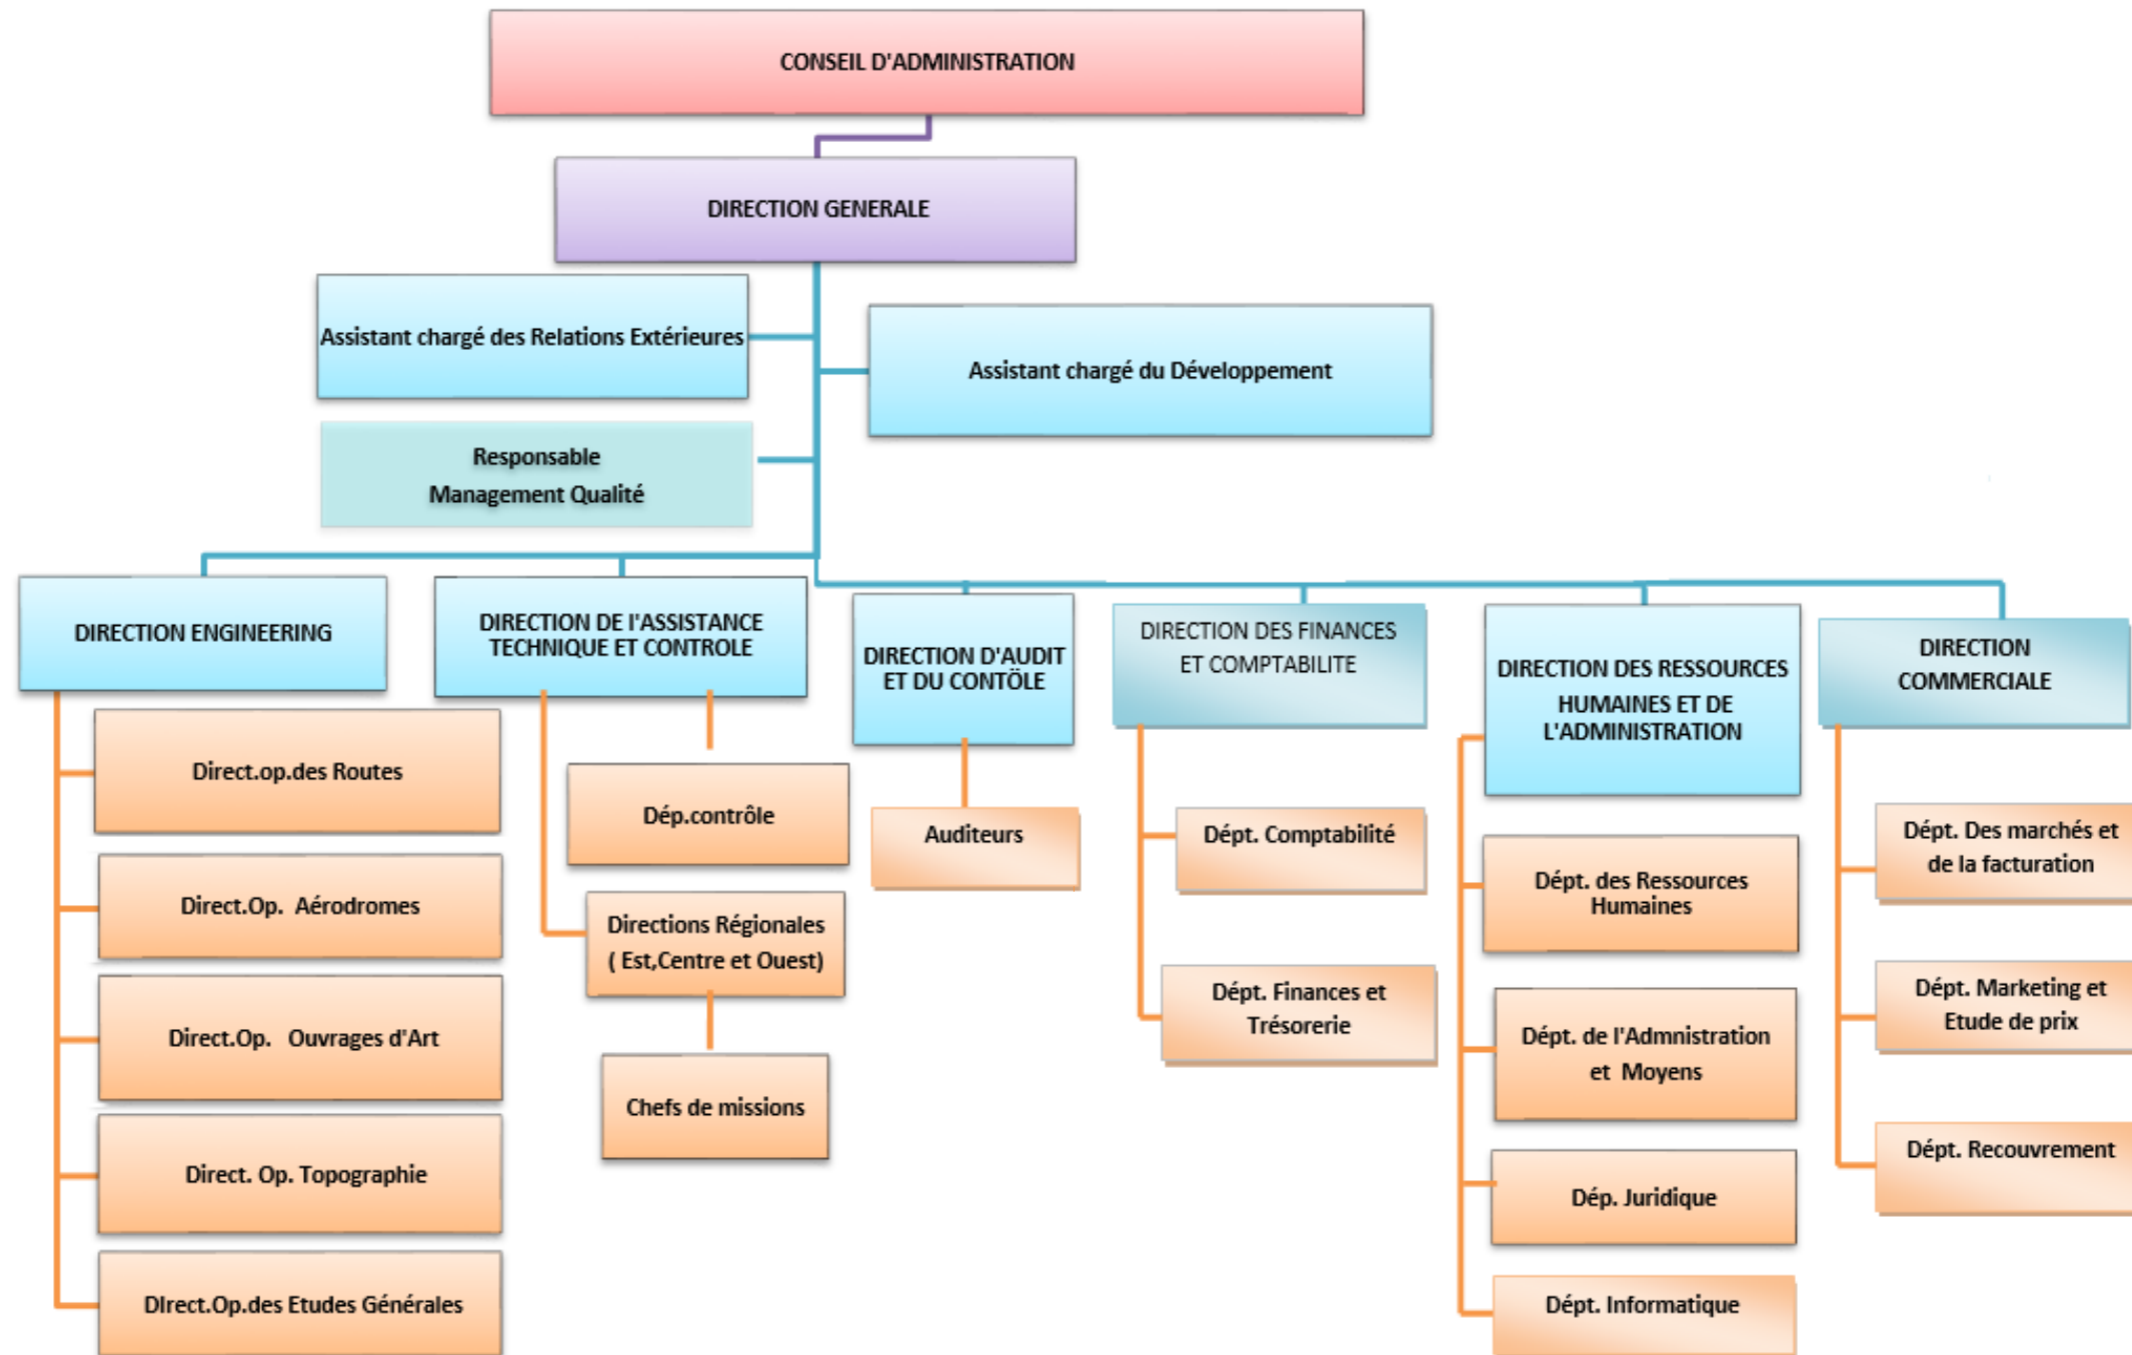 CONSEIL D'ADMINISTRATION
DIRECTION GENERALE
Assistant chargé des Relations Extérieures
Assistant chargé du Développement
Responsable
Management Qualité
DIRECTION ENGINEERING
Direct.op.des Routes
Direct.Op. Aérodromes
Direct.Op. Ouvrages d'Art
Direct. Op. Topographie
DIrect.Op.des Etudes Générales
DIRECTION DE l'ASSISTANCE
TECHNIQUE ET CONTROLE
Dép.contrôle
Directions Régionales
( Est,Centre et Ouest)
Chefs de missions
DIRECTION D'AUDIT
ET DU CONTÖLE
Auditeurs
DIRECTION DES FINANCES
ET COMPTABILITE
Dépt. Comptabilité
Dépt. Finances et
Trésorerie
DIRECTION DES RESSOURCES
HUMAINES ET DE
L'ADMINISTRATION
Dépt. des Ressources
Humaines
Dépt. de l'Admnistration
et Moyens
Dép. Juridique
Dépt. Informatique
DIRECTION
COMMERCIALE
Dépt. Des marchés et
de la facturation
Dépt. Marketing et
Etude de prix
Dépt. Recouvrement